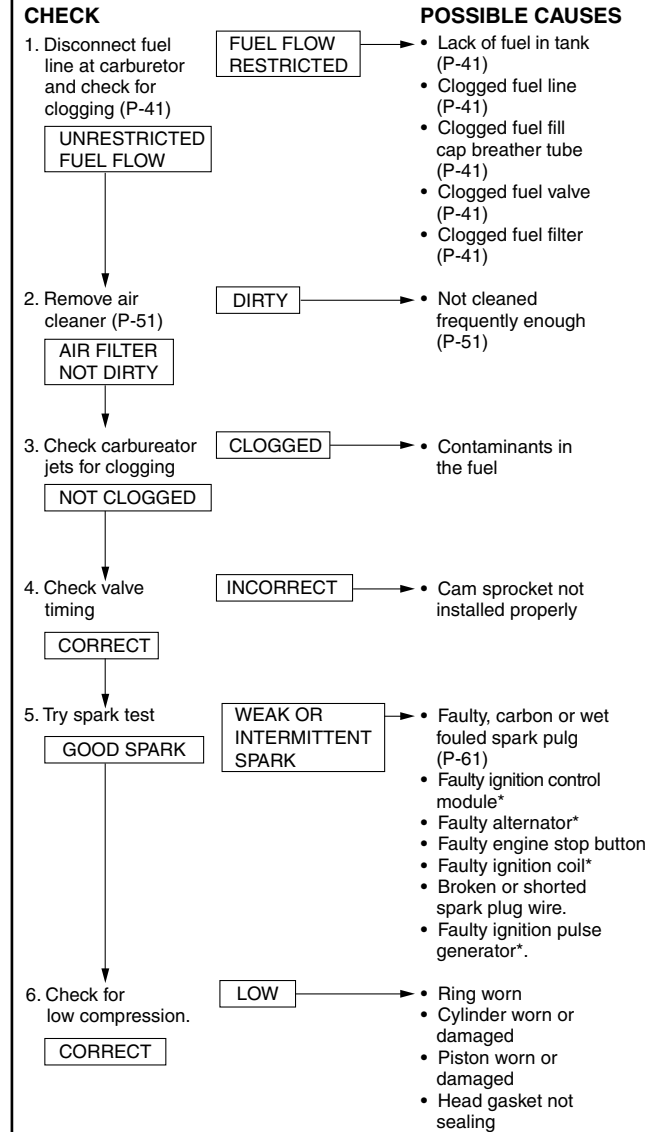 CHECK
POSSIBLE CAUSES
1. Disconnect fuel
line at carburetor
and check for
clogging (P-41)
UNRESTRICTED
FUEL FLOW
FUEL FLOW
RESTRICTED
• Lack of fuel in tank
(P-41)
• Clogged fuel line
(P-41)
• Clogged fuel fill
cap breather tube
(P-41)
• Clogged fuel valve
(P-41)
• Clogged fuel filter
(P-41)
2. Remove air
cleaner (P-51)
AIR FILTER
NOT DIRTY
DIRTY
• Not cleaned
frequently enough
(P-51)
3. Check carbureator
jets for clogging
NOT CLOGGED
CLOGGED
• Contaminants in
the fuel
4. Check valve
timing
CORRECT
INCORRECT
• Cam sprocket not
installed properly
5. Try spark test
GOOD SPARK
WEAK OR
INTERMITTENT
SPARK
• Faulty, carbon or wet
fouled spark pulg
(P-61)
• Faulty ignition control
module*
• Faulty alternator*
• Faulty engine stop button
• Faulty ignition coil*
• Broken or shorted
spark plug wire.
• Faulty ignition pulse
generator*.
6. Check for
low compression.
CORRECT
LOW
• Ring worn
• Cylinder worn or
damaged
• Piston worn or
damaged
• Head gasket not
sealing